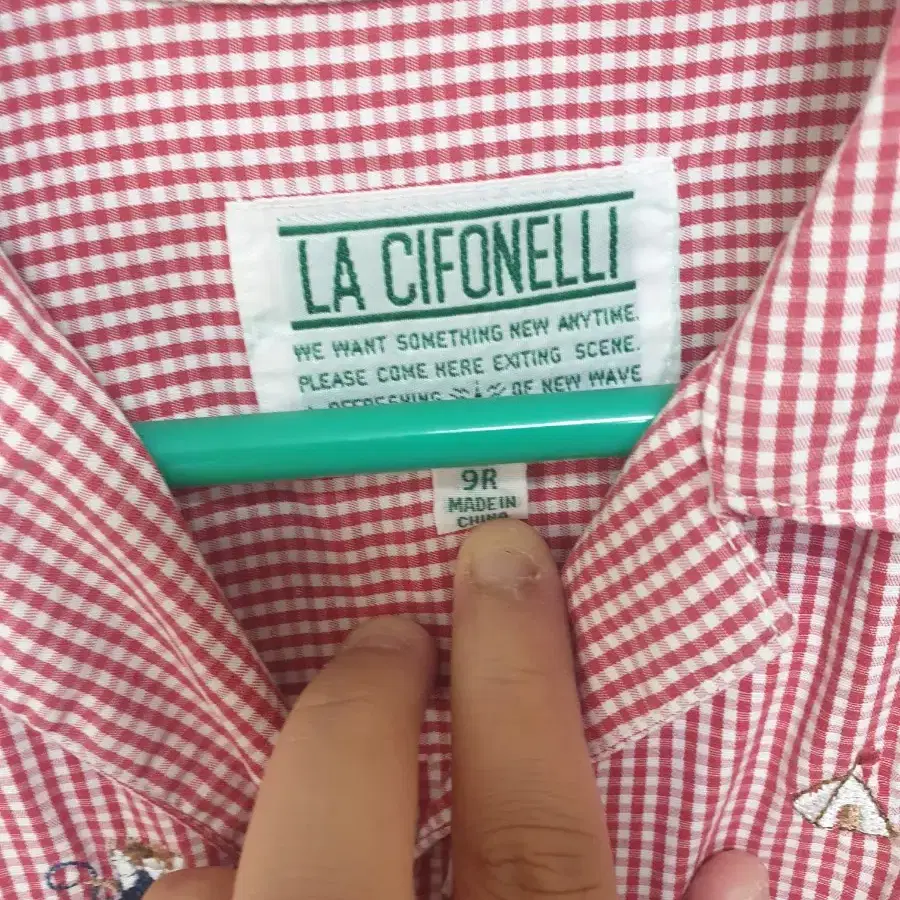 LA CIFONELLI
WE WANT SOMETHING NEW ANYTIME.
PLEASE COME HERE EXITING SCENE.
REFRESHING OF NEW WAVE
9R
MADE IN
CHINA